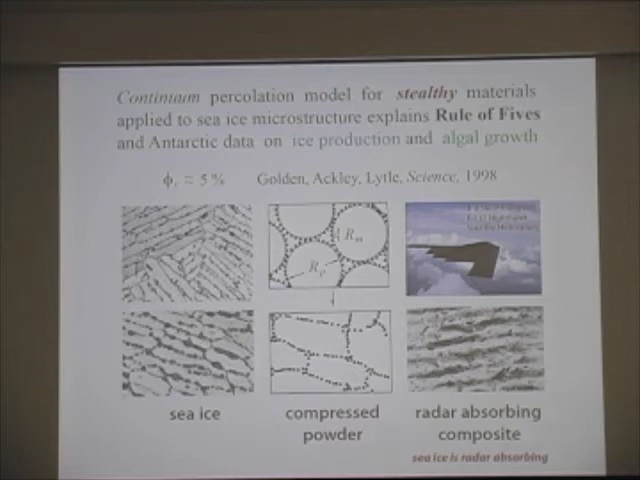 Continuum percolation model for stealthy materials
applied to sea ice microstructure explains Rule of Fives
and Antarctic data on ice production and algal growth
ϕc ≈ 5 % Golden, Ackley, Lytle, Science, 1998
Rm
Rp
sea ice
compressed
powder
radar absorbing
composite
sea ice is radar absorbing